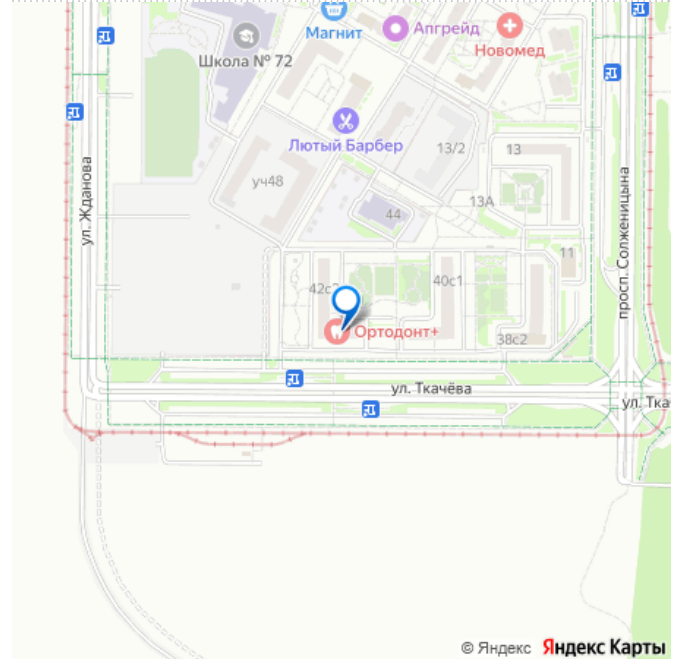 Магнит
Апгрейд
Новомед
Школа № 72
Лютый Барбер
13/2
13
уч48
13А
44
ул. Жданова
просп. Солженицына
11
40с1
Ортодонт+
38с2
ул. Ткачёва
ул. Тка
© Яндекс Яндекс Карты